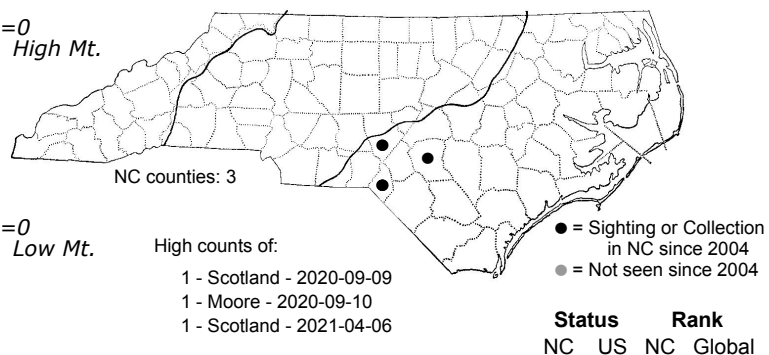 =0
High Mt.
NC counties: 3
=0
Low Mt.
High counts of:
1 - Scotland - 2020-09-09
1 - Moore - 2020-09-10
1 - Scotland - 2021-04-06
= Sighting or Collection
in NC since 2004
= Not seen since 2004
Status Rank
NC US NC Global